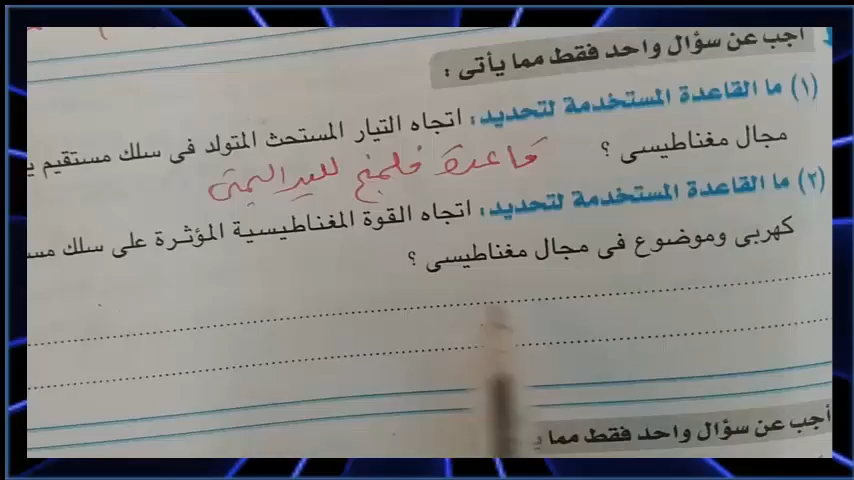 أجب عن سؤال واحد فقط مما يأتى :
(١) ما القاعدة المستخدمة لتحديد : اتجاه التيار المستحث المتولد فى سلك مستقيم
مجال مغناطيسى ؟ قاعدة فلمنج لليد اليمنى
(٢) ما القاعدة المستخدمة لتحديد : اتجاه القوة المغناطيسية المؤثرة على سلك
كهربى وموضوع فى مجال مغناطيسى ؟
أجب عن سؤال واحد فقط مما